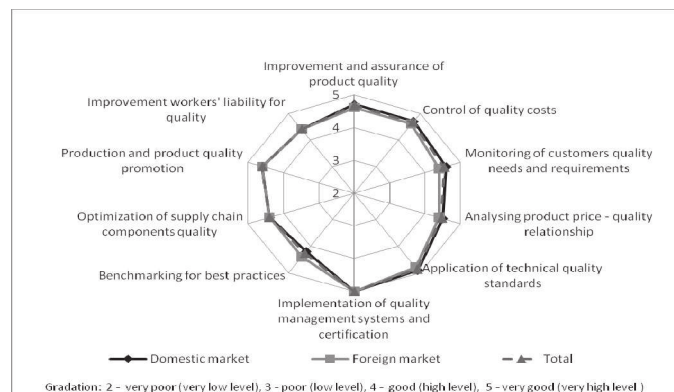 Improvement and assurance of
product quality
Control of quality costs
Monitoring of customers quality
needs and requirements
Analysing product price - quality
relationship
Application of technical quality
standards
Implementation of quality
management systems and
certification
Benchmarking for best practices
Optimization of supply chain
components quality
Production and product quality
promotion
Improvement workers' liability for
quality
5
4
3
2
Domestic market
Foreign market
Total
Gradation: 2 – very poor (very low level), 3 - poor (low level), 4 – good (high level), 5 – very good (very high level )